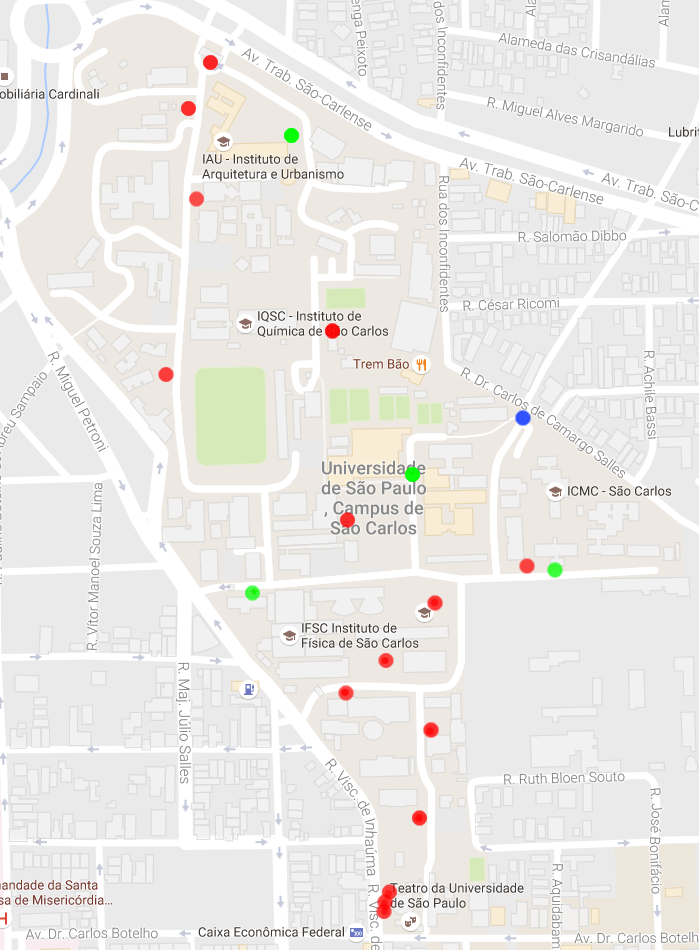 enga Peixoto
dos Inconfidentes
Alameda das Crisandálias
Alam
Av. Trab. São-Carlense
obiliária Cardinali
R. Miguel Alves Margarido
Lubrif
IAU - Instituto de
Arquitetura e Urbanismo
Av. Trab. São-Carlense
Av. Trab. São-C
Rua dos Inconfidentes
R. Salomão Dibbo
R. César Ricomi
IQSC - Instituto de
Química de São Carlos
Trem Bão
R. Miguel Petroni
breu Sampaio
R. Dr. Carlos de Camargo Salles
R. Achile Bassi
Universidade
de São Paulo
, Campus de
São Carlos
ICMC - São Carlos
R. Vitor Manoel Souza Lima
IFSC Instituto de
Física de São Carlos
R. Maj. Júlio Salles
R. Visc. de Inhaúma
R. Visc. de
R. Ruth Bloen Souto
R. José Bonifácio
R. Aquidaban
Teatro da Universidade
de São Paulo
mandade da Santa
sa de Misericórdia...
Av. Dr. Carlos Botelho
Caixa Econômica Federal
Av. Dr. Carlos Botelho